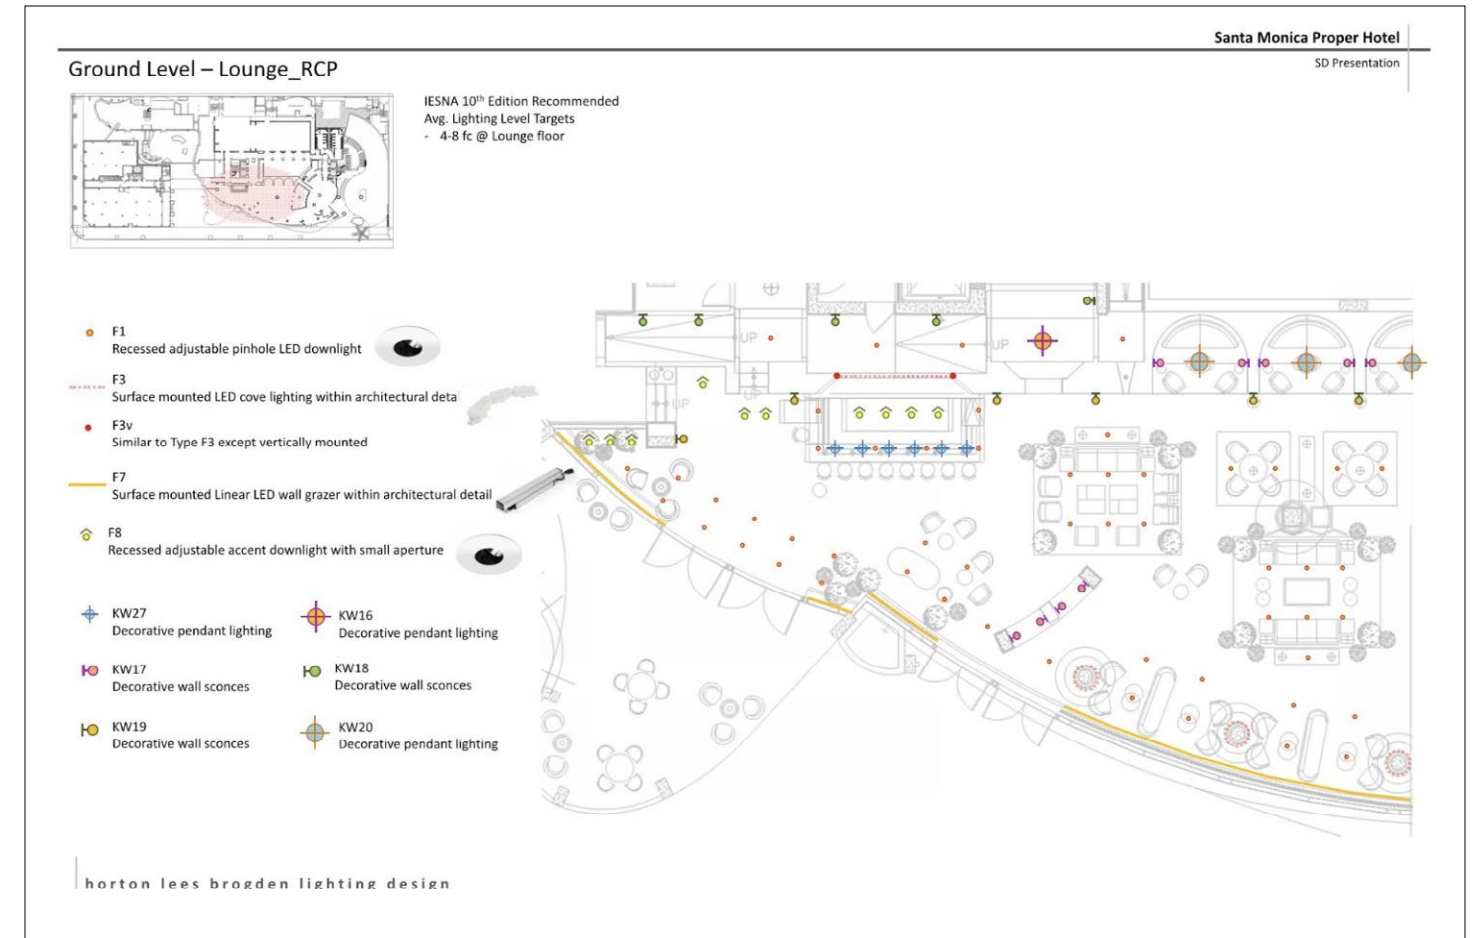 Santa Monica Proper Hotel
SD Presentation
Ground Level – Lounge_RCP
IESNA 10th Edition Recommended
Avg. Lighting Level Targets
- 4-8 fc @ Lounge floor
F1
Recessed adjustable pinhole LED downlight
F3
Surface mounted LED cove lighting within architectural detai
F3v
Similar to Type F3 except vertically mounted
F7
Surface mounted Linear LED wall grazer within architectural detail
F8
Recessed adjustable accent downlight with small aperture
KW27
Decorative pendant lighting
KW16
Decorative pendant lighting
KW17
Decorative wall sconces
KW18
Decorative wall sconces
KW19
Decorative wall sconces
KW20
Decorative pendant lighting
UP
UP
UP
UP
horton lees brogden lighting design